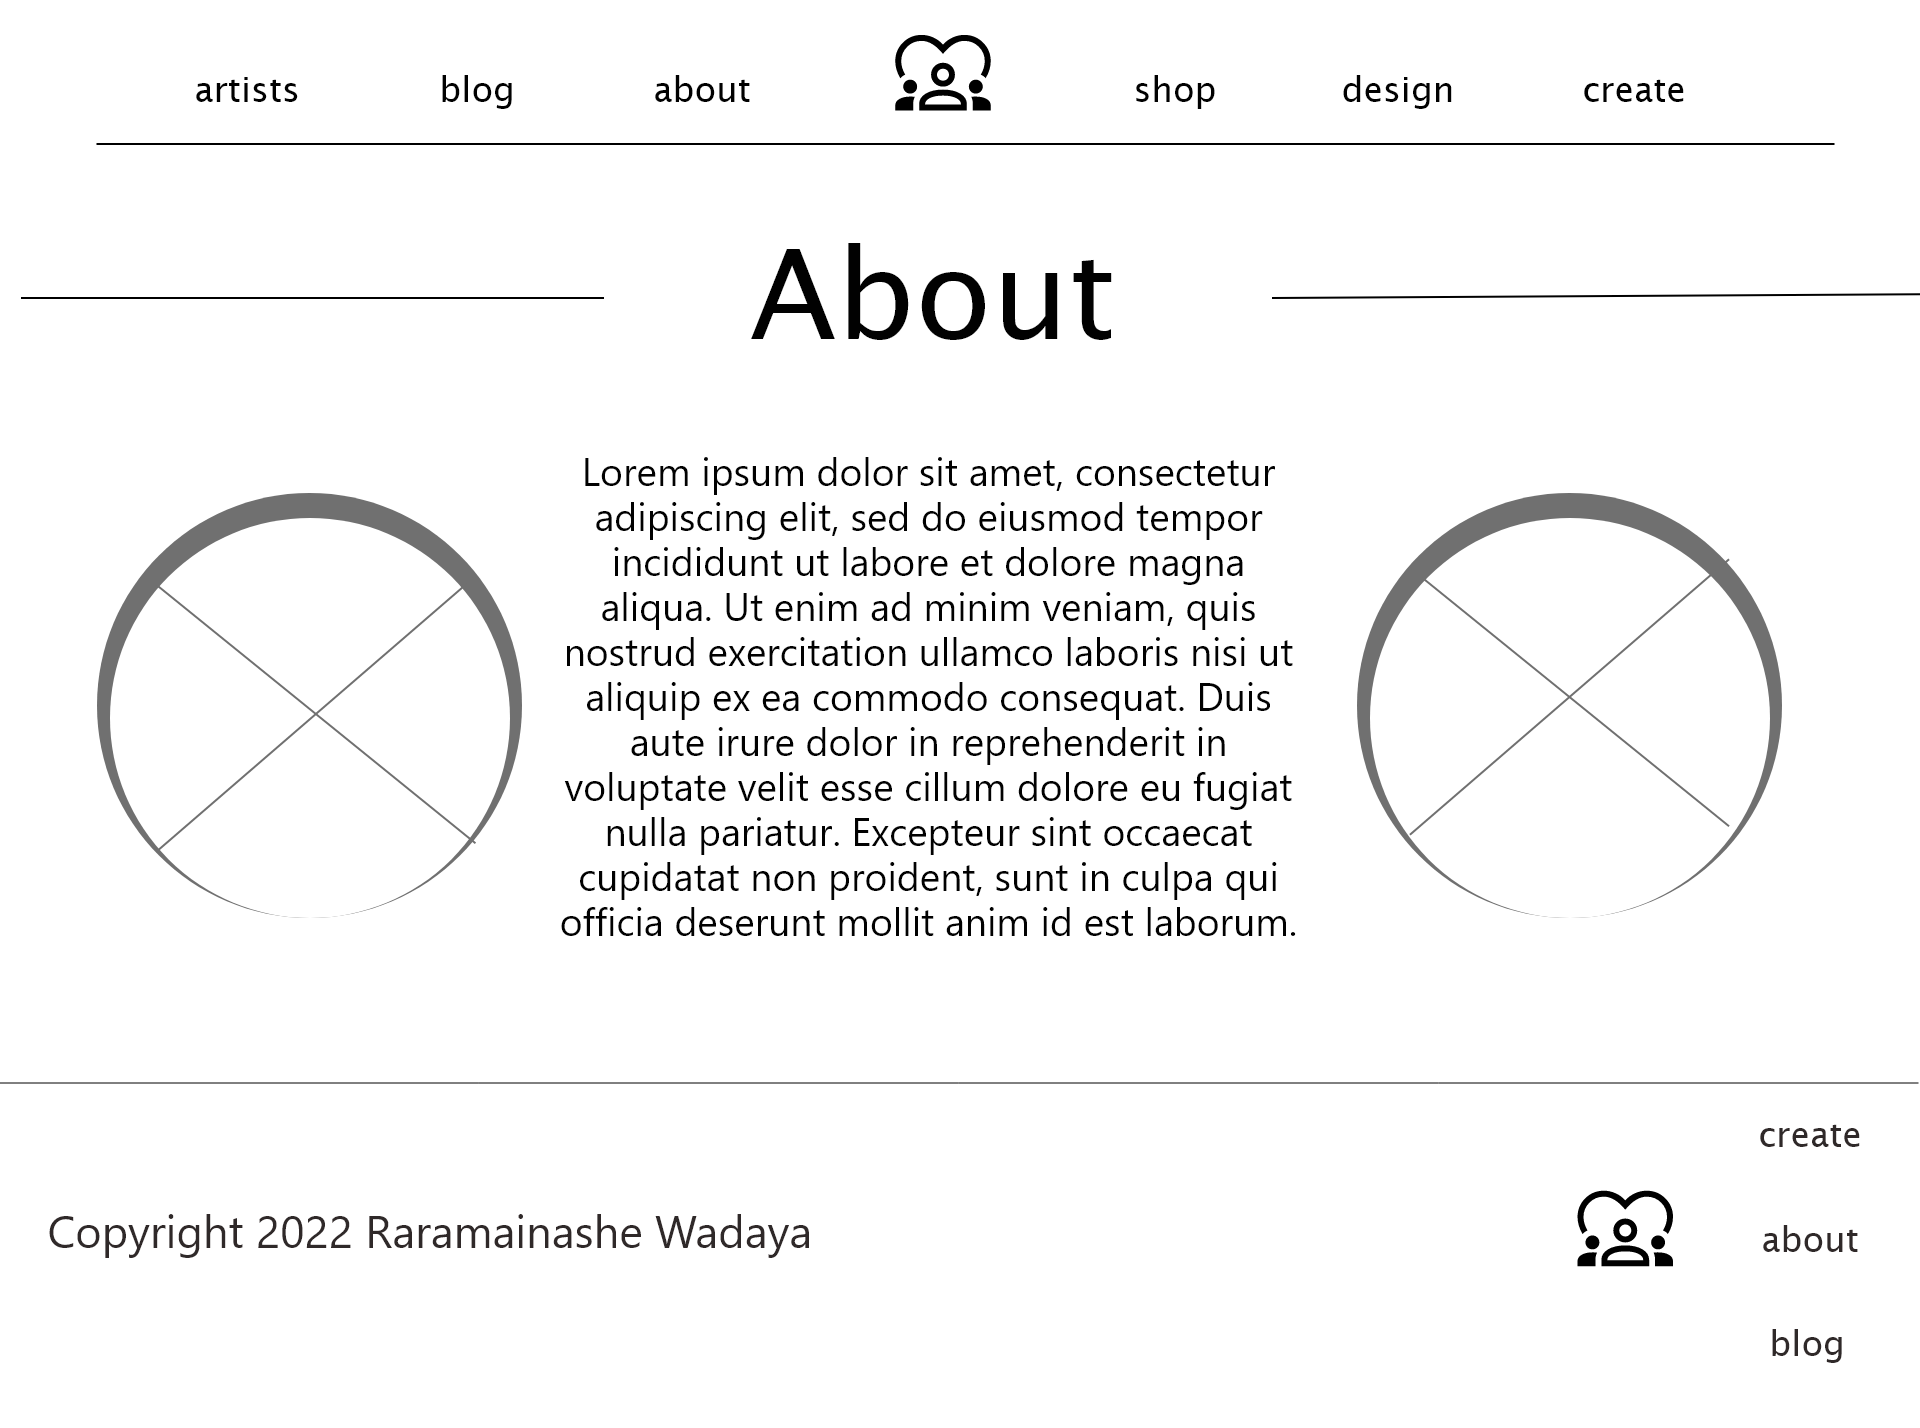 artists blog about shop design create
About
Lorem ipsum dolor sit amet, consectetur
adipiscing elit, sed do eiusmod tempor
incididunt ut labore et dolore magna
aliqua. Ut enim ad minim veniam, quis
nostrud exercitation ullamco laboris nisi ut
aliquip ex ea commodo consequat. Duis
aute irure dolor in reprehenderit in
voluptate velit esse cillum dolore eu fugiat
nulla pariatur. Excepteur sint occaecat
cupidatat non proident, sunt in culpa qui
officia deserunt mollit anim id est laborum.
Copyright 2022 Raramainashe Wadaya
create
about
blog